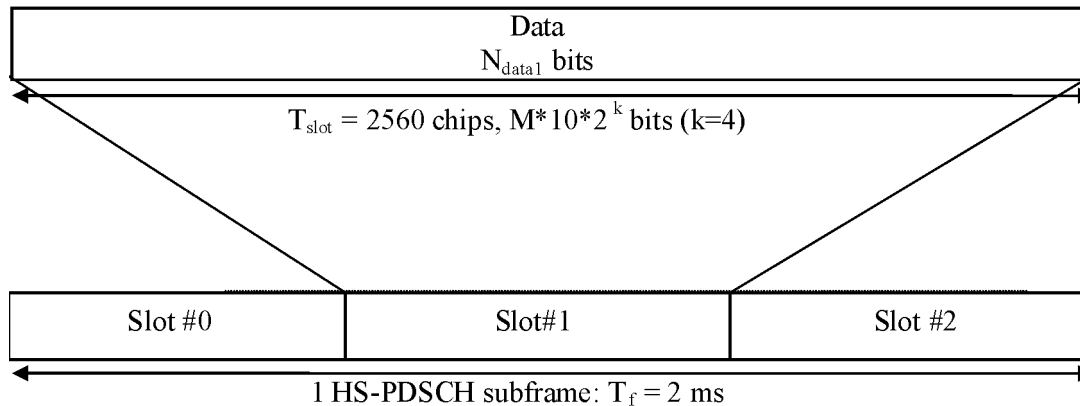 Data
N_data1 bits
T_slot = 2560 chips, M*10*2^k bits (k=4)
Slot #0 Slot#1 Slot #2
1 HS-PDSCH subframe: T_f = 2 ms